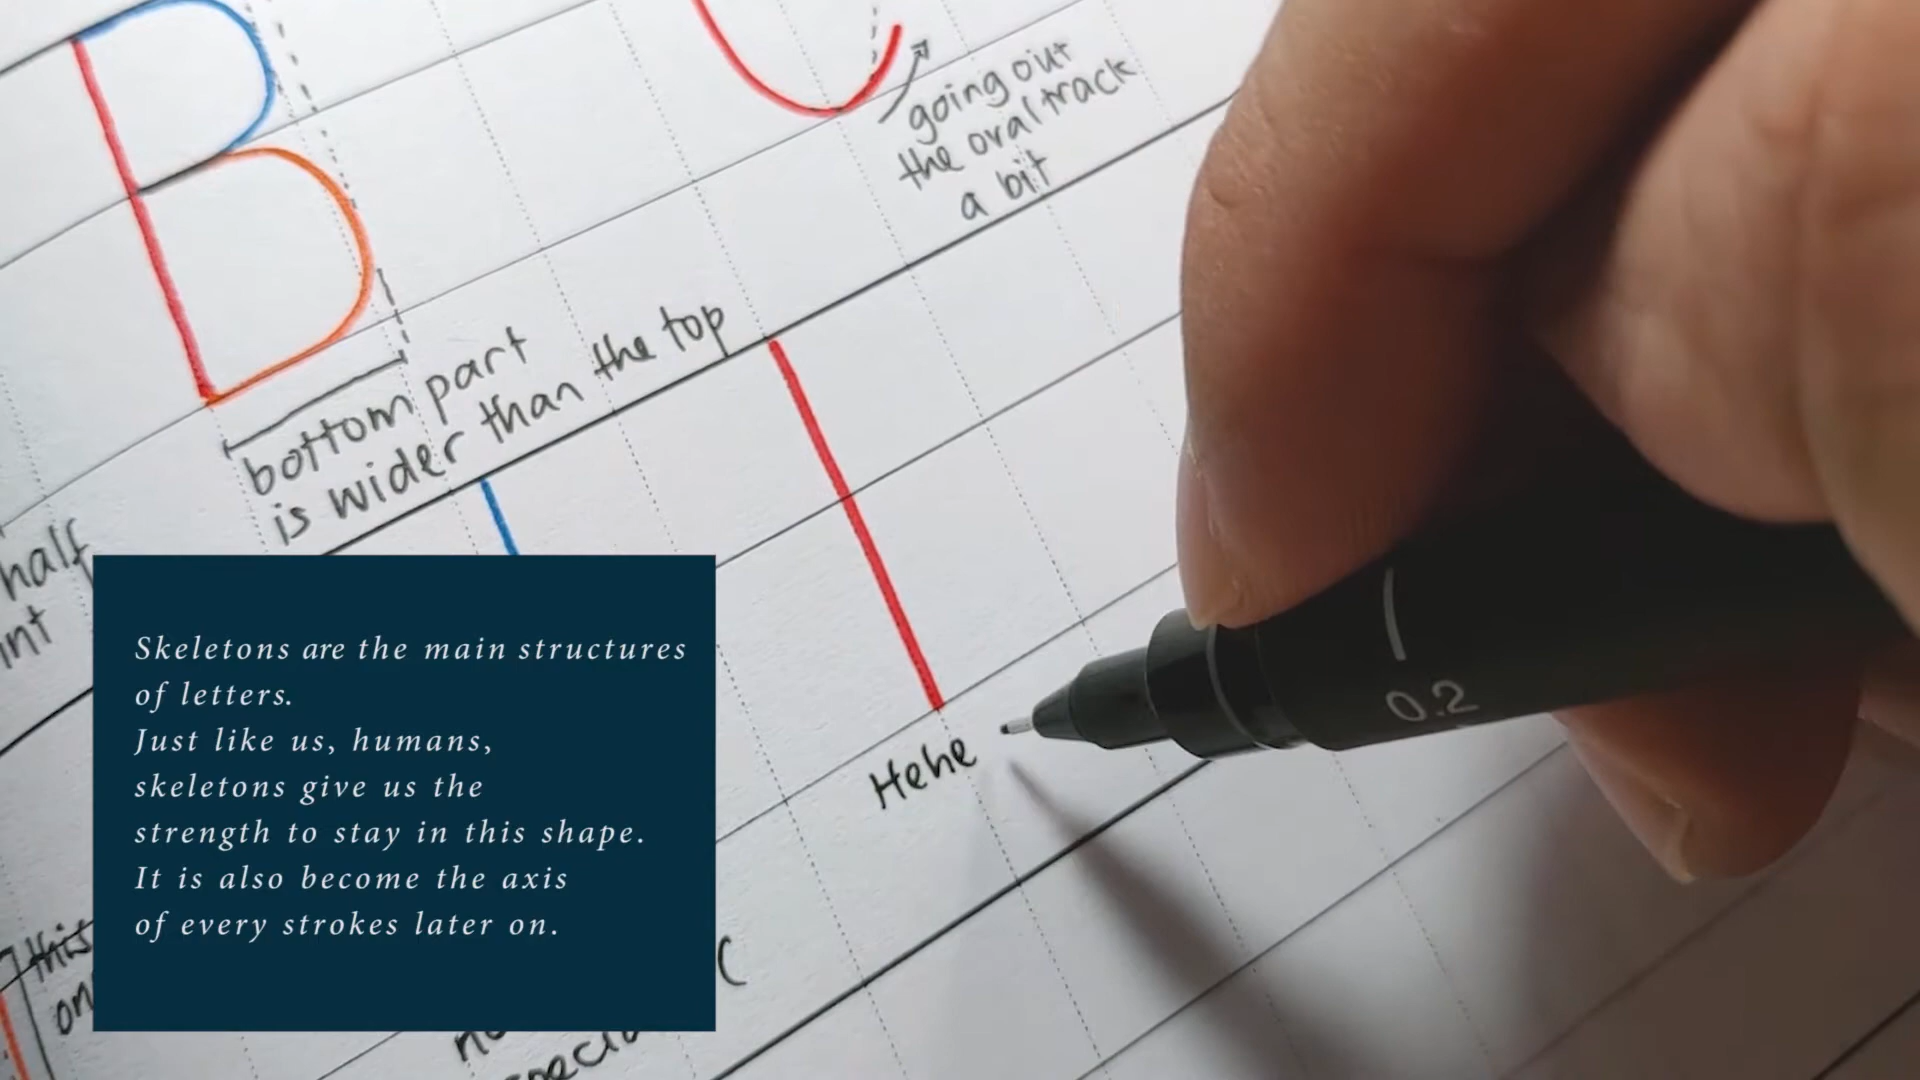 going out
the oval track
a bit
bottom part
is wider than the top
half
Hehe
0.2
Skeletons are the main structures
of letters.
Just like us, humans,
skeletons give us the
strength to stay in this shape.
It is also become the axis
of every strokes later on.
this